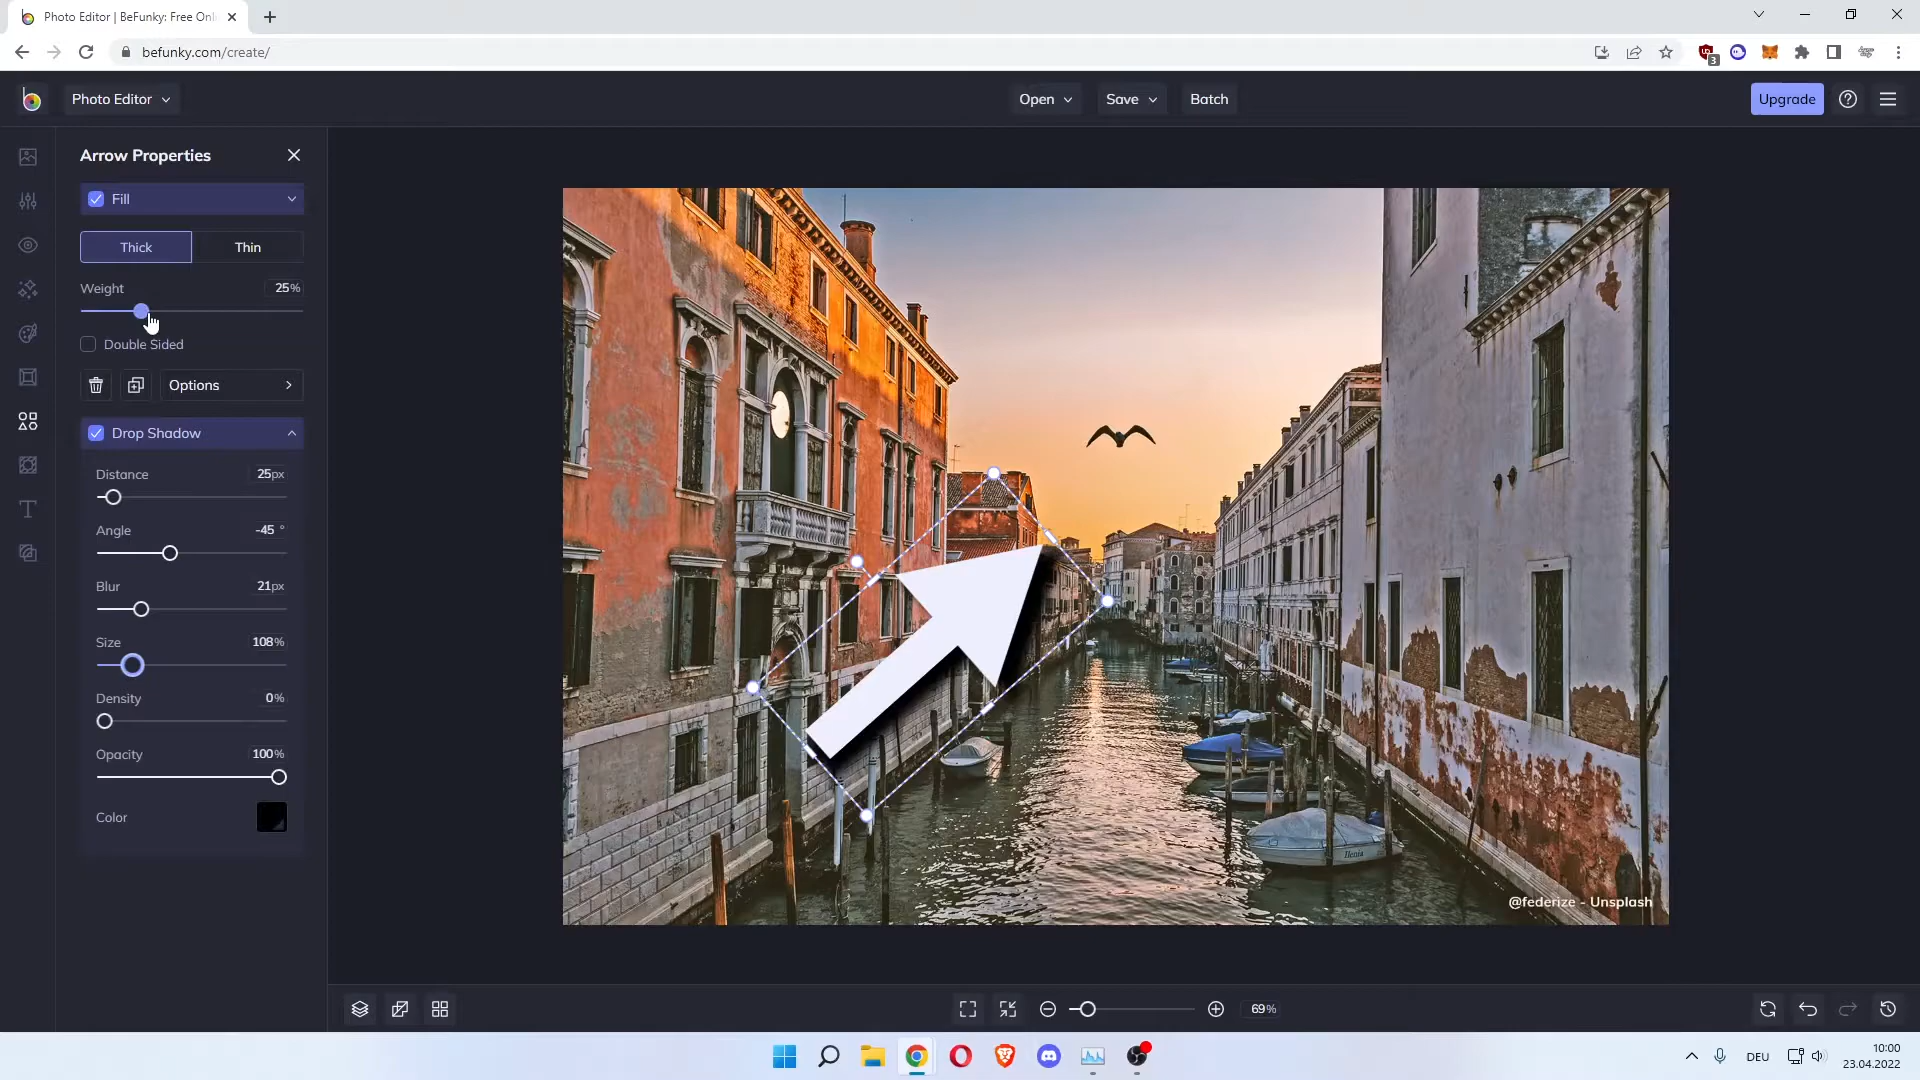 Photo Editor | BeFunky: Free Onl
befunky.com/create/
3
Photo Editor
Open
Save
Batch
Upgrade
Arrow Properties
Fill
Thick
Thin
Weight
25%
Double Sided
Options
Drop Shadow
Distance
25px
Angle
-45 °
Blur
21px
Size
108%
Density
0%
Opacity
100%
Color
Ilenia
@federize - Unsplash
69%
DEU
10:00
23.04.2022